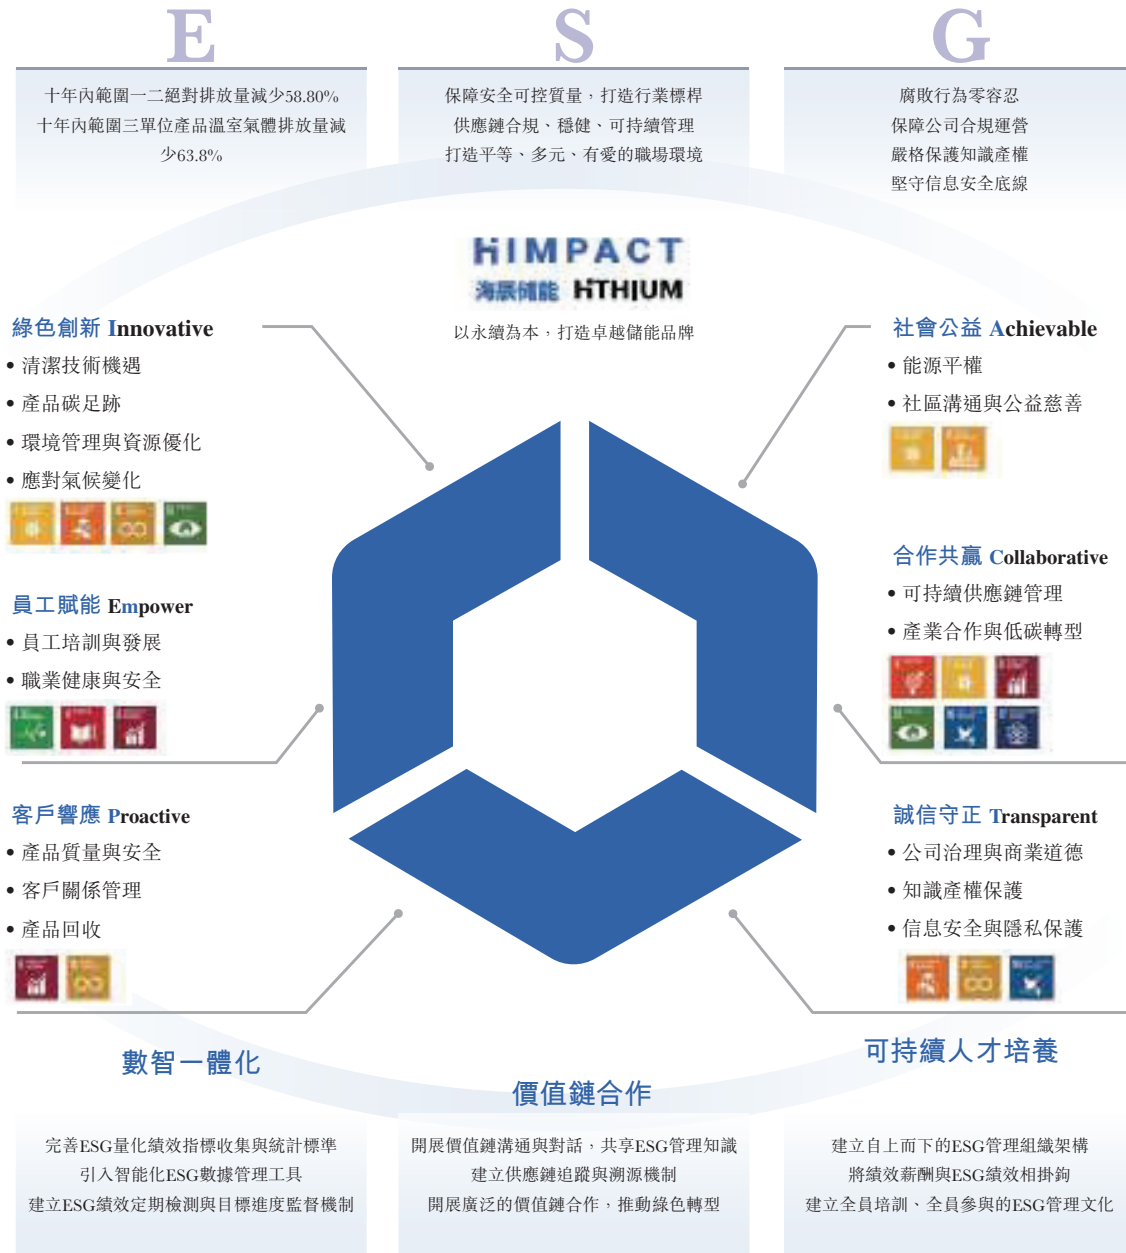 E
S
G
十年內範圍一二絕對排放量減少58.80%
十年內範圍三單位產品溫室氣體排放量減
少63.8%
保障安全可控質量，打造行業標桿
供應鏈合規、穩健、可持續管理
打造平等、多元、有愛的職場環境
腐敗行為零容忍
保障公司合規運營
嚴格保護知識產權
堅守信息安全底線
HIMPACT
海辰储能 HiTHIUM
以永續為本，打造卓越儲能品牌
綠色創新 Innovative
• 清潔技術機遇
• 產品碳足跡
• 環境管理與資源優化
• 應對氣候變化
員工賦能 Empower
• 員工培訓與發展
• 職業健康與安全
客戶響應 Proactive
• 產品質量與安全
• 客戶關係管理
• 產品回收
社會公益 Achievable
• 能源平權
• 社區溝通與公益慈善
合作共贏 Collaborative
• 可持續供應鏈管理
• 產業合作與低碳轉型
誠信守正 Transparent
• 公司治理與商業道德
• 知識產權保護
• 信息安全與隱私保護
數智一體化
價值鏈合作
可持續人才培養
完善ESG量化績效指標收集與統計標準
引入智能化ESG數據管理工具
建立ESG績效定期檢測與目標進度監督機制
開展價值鏈溝通與對話，共享ESG管理知識
建立供應鏈追蹤與溯源機制
開展廣泛的價值鏈合作，推動綠色轉型
建立自上而下的ESG管理組織架構
將績效薪酬與ESG績效相掛鈎
建立全員培訓、全員參與的ESG管理文化